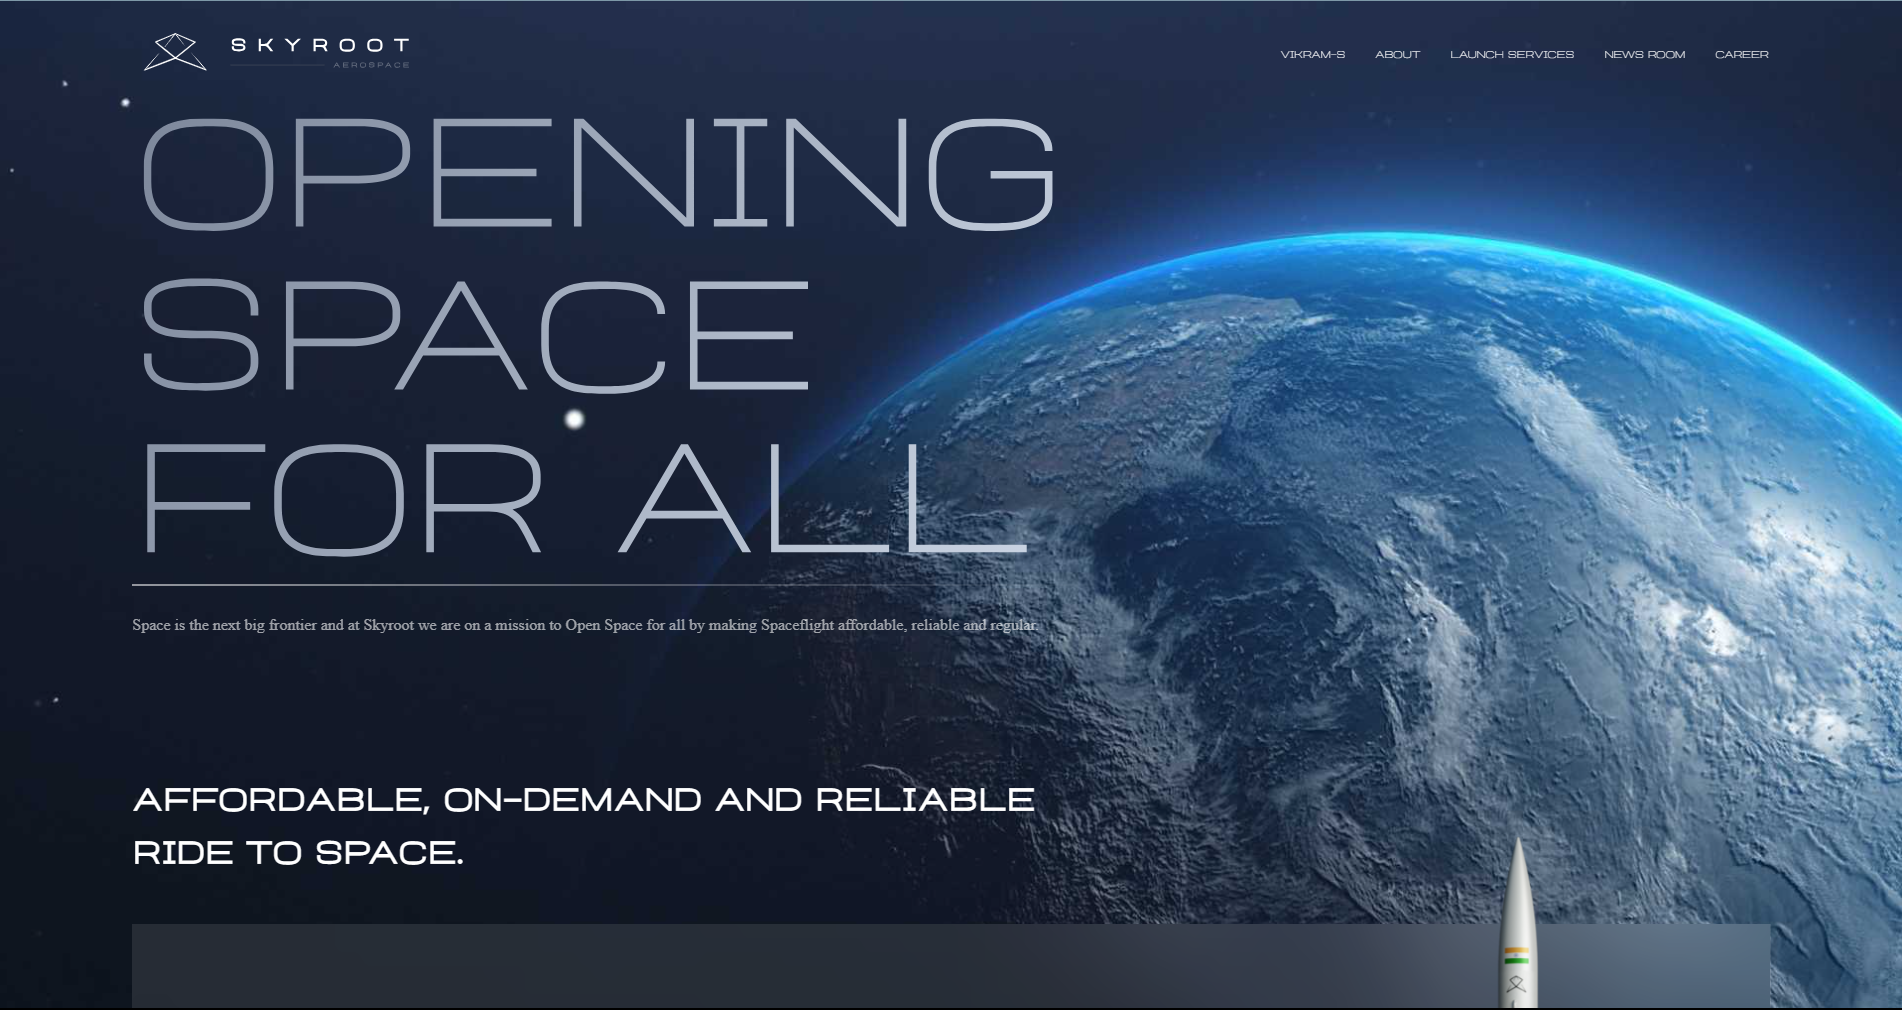 SKYROOT
AEROSPACE
VIKRAM-S ABOUT LAUNCH SERVICES NEWS ROOM CAREER
OPENING
SPACE
FOR ALL
Space is the next big frontier and at Skyroot we are on a mission to Open Space for all by making Spaceflight affordable, reliable and regular.
AFFORDABLE, ON-DEMAND AND RELIABLE
RIDE TO SPACE.